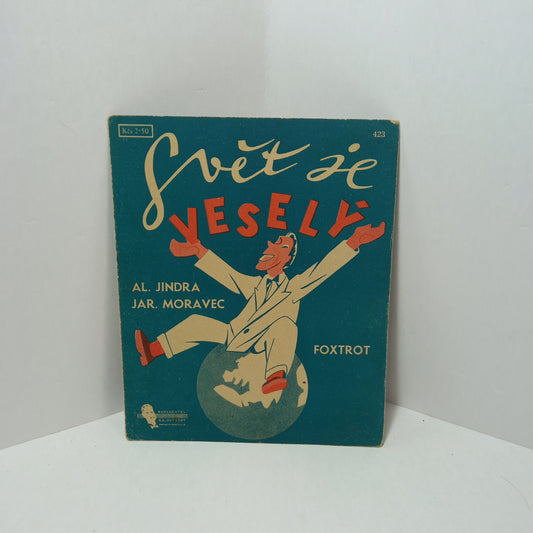 Kčs 2·50
423
Svět je
VESELÝ
AL. JINDRA
JAR. MORAVEC
FOXTROT